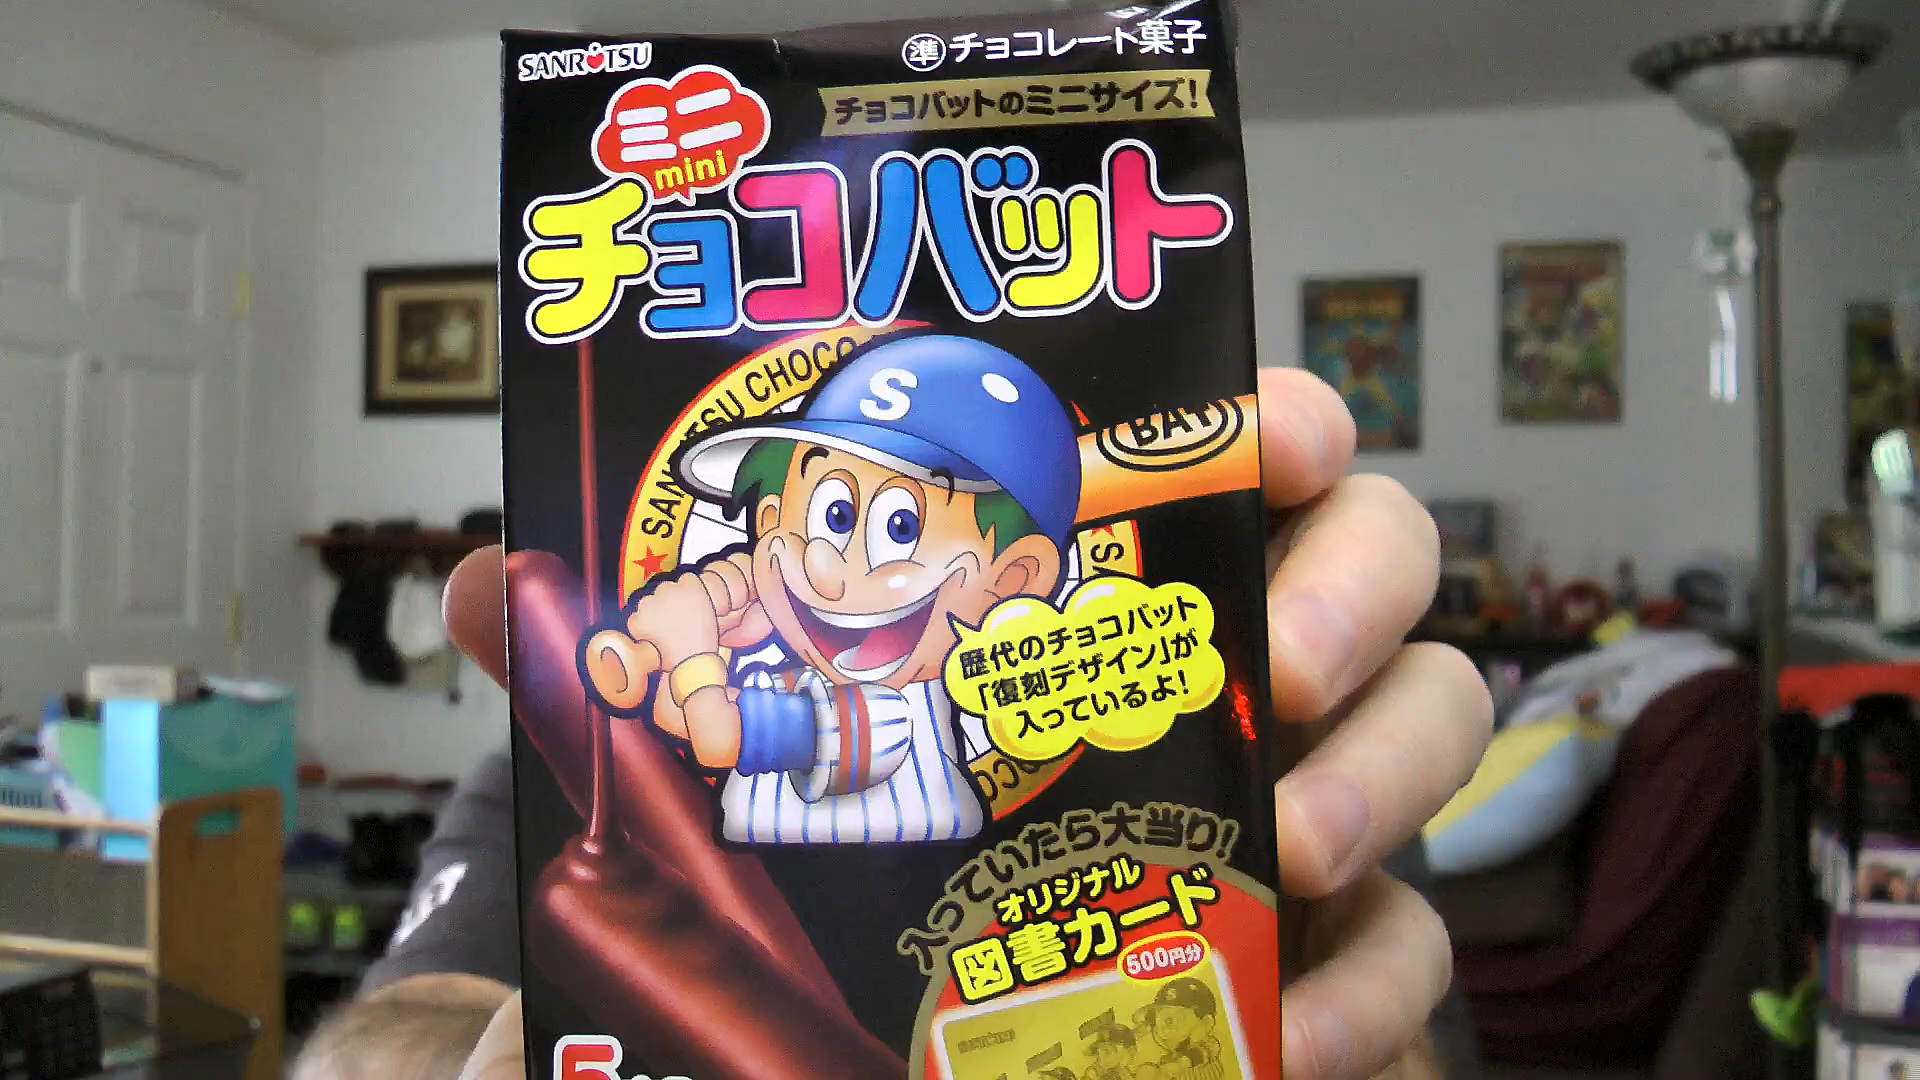 SANROTSU
準 チョコレート菓子
チョコバットのミニサイズ!
ミニ
mini
チョコバット
SANROTSU CHOCO
S
BAT
歴代のチョコバット
「復刻デザイン」が
入っているよ!
入っていたら大当り!
オリジナル
図書カード
500円分
5